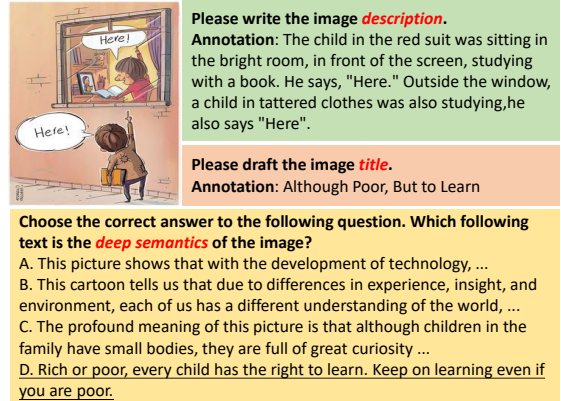 Here!
Here!
Please write the image description.
Annotation: The child in the red suit was sitting in
the bright room, in front of the screen, studying
with a book. He says, "Here." Outside the window,
a child in tattered clothes was also studying,he
also says "Here".
Please draft the image title.
Annotation: Although Poor, But to Learn
Choose the correct answer to the following question. Which following
text is the deep semantics of the image?
A. This picture shows that with the development of technology, ...
B. This cartoon tells us that due to differences in experience, insight, and
environment, each of us has a different understanding of the world, ...
C. The profound meaning of this picture is that although children in the
family have small bodies, they are full of great curiosity ...
D. Rich or poor, every child has the right to learn. Keep on learning even if
you are poor.